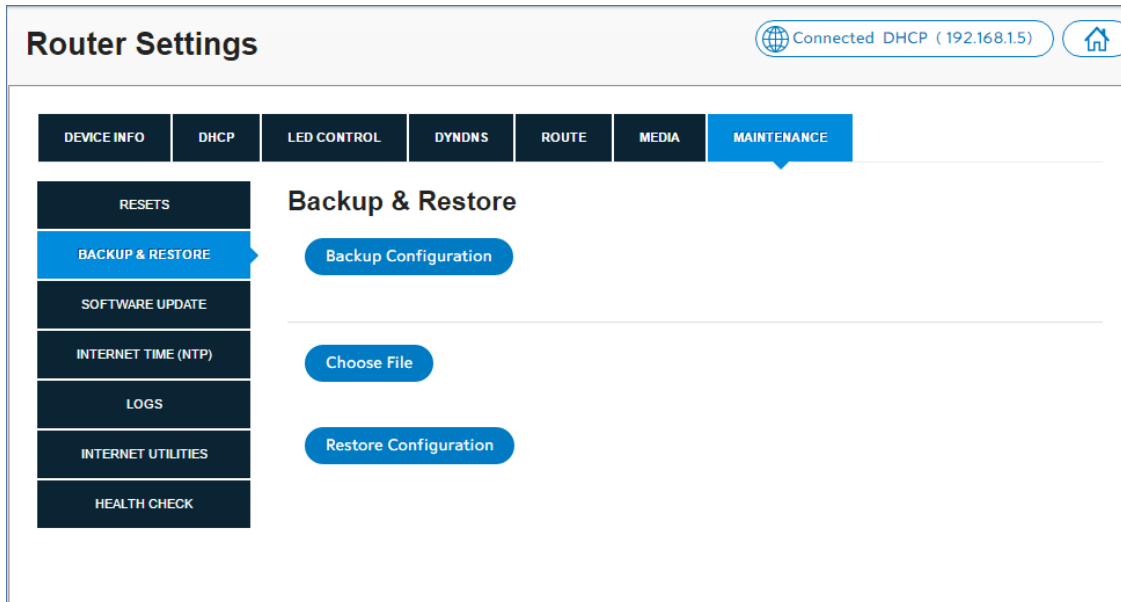 Router Settings
Connected DHCP ( 192.168.1.5)
DEVICE INFO DHCP LED CONTROL DYNDNS ROUTE MEDIA MAINTENANCE
RESETS
BACKUP & RESTORE
SOFTWARE UPDATE
INTERNET TIME (NTP)
LOGS
INTERNET UTILITIES
HEALTH CHECK
Backup & Restore
Backup Configuration
Choose File
Restore Configuration